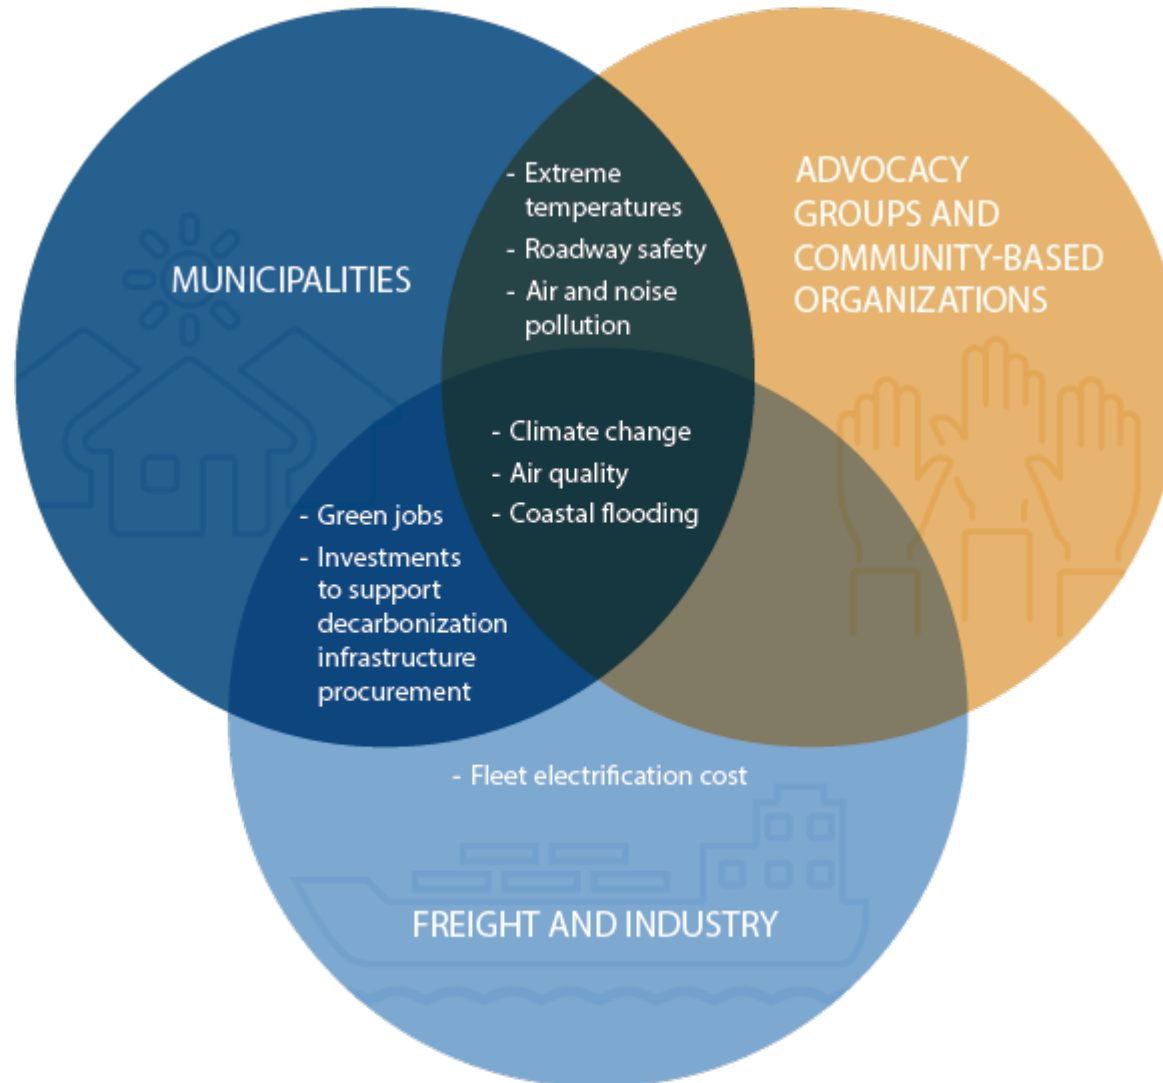 MUNICIPALITIES
ADVOCACY
GROUPS AND
COMMUNITY-BASED
ORGANIZATIONS
- Extreme
temperatures
- Roadway safety
- Air and noise
pollution
- Climate change
- Air quality
- Coastal flooding
- Green jobs
- Investments
to support
decarbonization
infrastructure
procurement
- Fleet electrification cost
FREIGHT AND INDUSTRY